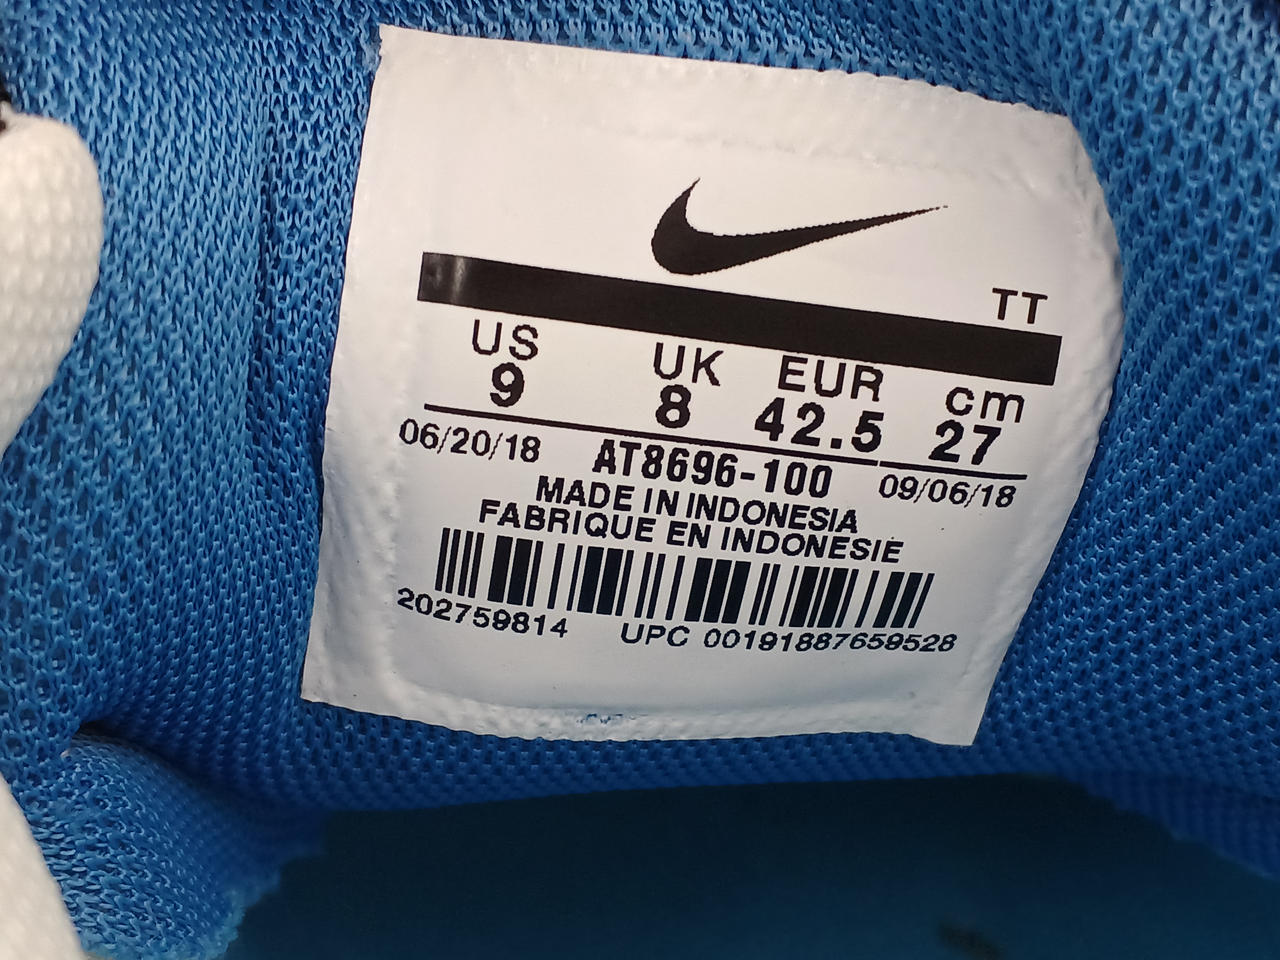 TT
US UK EUR cm
9 8 42.5 27
06/20/18 AT8696-100 09/06/18
MADE IN INDONESIA
FABRIQUE EN INDONESIE
202759814 UPC 00191887659528